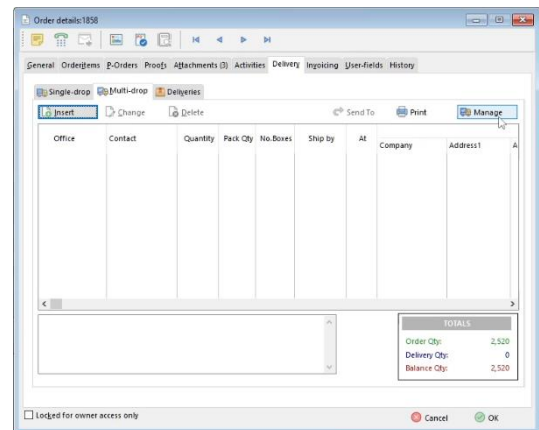 Order details:1858
General Orderitems P-Orders Proofs Attachments (3) Activities Delivery Invoicing User-fields History
Single-drop Multi-drop Deliveries
Insert Change Delete Send To Print Manage
Office Contact Quantity Pack Qty No.Boxes Ship by At Company Address1 A
TOTALS
Order Qty: 2,520
Delivery Qty: 0
Balance Qty: 2,520
Locked for owner access only Cancel OK